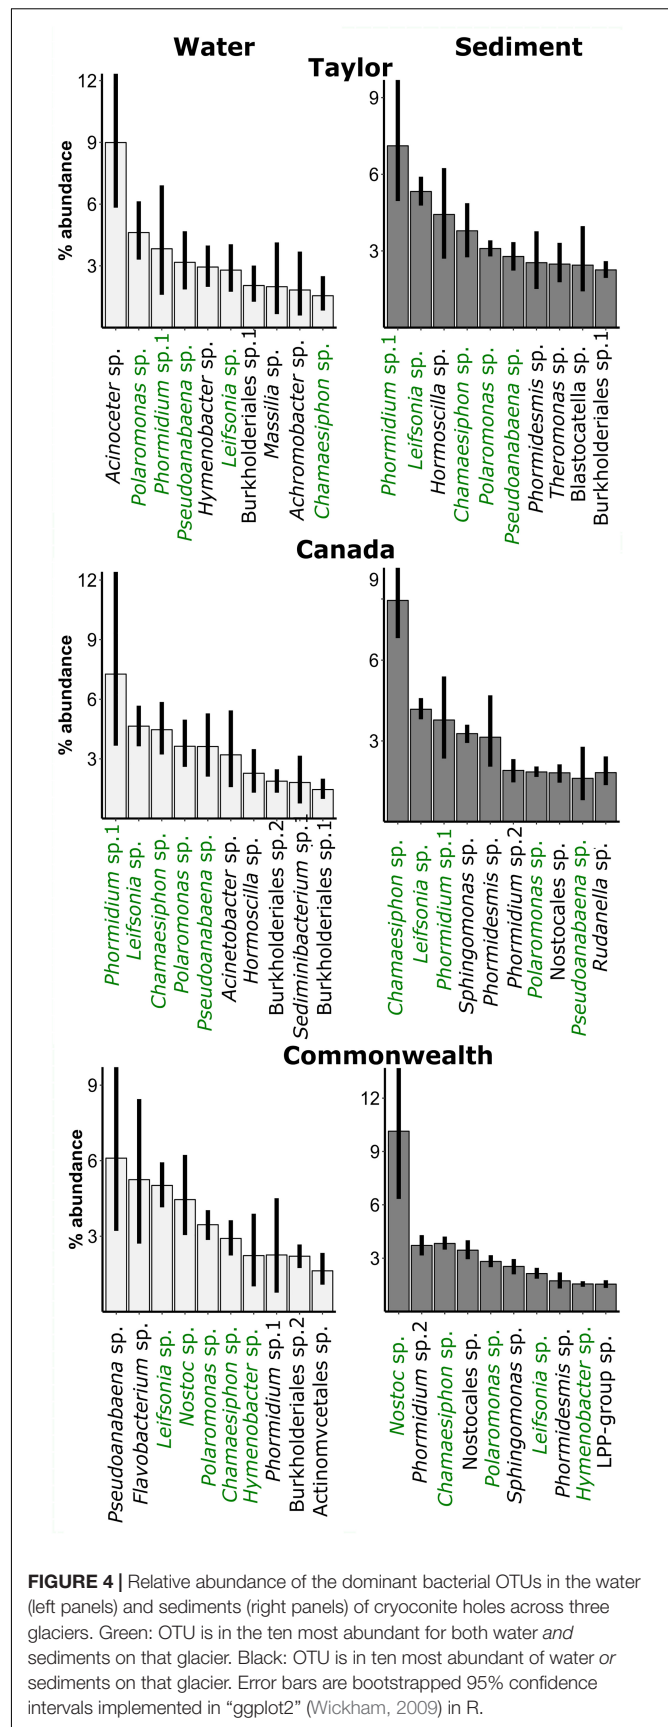 Water
Sediment
Taylor
% abundance
12
9
6
3
9
6
3
Acinoceter sp.
Polaromonas sp.
Phormidium sp.1
Pseudoanabaena sp.
Hymenobacter sp.
Leifsonia sp.
Burkholderiales sp.1
Massilia sp.
Achromobacter sp.
Chamaesiphon sp.
Phormidium sp.1
Leifsonia sp.
Hormoscilla sp.
Chamaesiphon sp.
Polaromonas sp.
Pseudoanabaena sp.
Phormidesmis sp.
Theromonas sp.
Blastocatella sp.
Burkholderiales sp.1
Canada
% abundance
12
9
6
3
9
6
3
Phormidium sp.1
Leifsonia sp.
Chamaesiphon sp.
Polaromonas sp.
Pseudoanabaena sp.
Acinetobacter sp.
Hormoscilla sp.
Burkholderiales sp.2
Sediminibacterium sp.1
Burkholderiales sp.1
Chamaesiphon sp.
Leifsonia sp.
Phormidium sp.1
Sphingomonas sp.
Phormidesmis sp.
Phormidium sp.2
Polaromonas sp.
Nostocales sp.
Pseudoanabaena sp.
Rudanella sp.
Commonwealth
% abundance
9
6
3
12
9
6
3
Pseudoanabaena sp.
Flavobacterium sp.
Leifsonia sp.
Nostoc sp.
Polaromonas sp.
Chamaesiphon sp.
Hymenobacter sp.
Phormidium sp.1
Burkholderiales sp.2
Actinomvcetales sp.
Nostoc sp.
Phormidium sp.2
Chamaesiphon sp.
Nostocales sp.
Polaromonas sp.
Sphingomonas sp.
Leifsonia sp.
Phormidesmis sp.
Hymenobacter sp.
LPP-group sp.
FIGURE 4 | Relative abundance of the dominant bacterial OTUs in the water
(left panels) and sediments (right panels) of cryoconite holes across three
glaciers. Green: OTU is in the ten most abundant for both water and
sediments on that glacier. Black: OTU is in ten most abundant of water or
sediments on that glacier. Error bars are bootstrapped 95% confidence
intervals implemented in “ggplot2” (Wickham, 2009) in R.